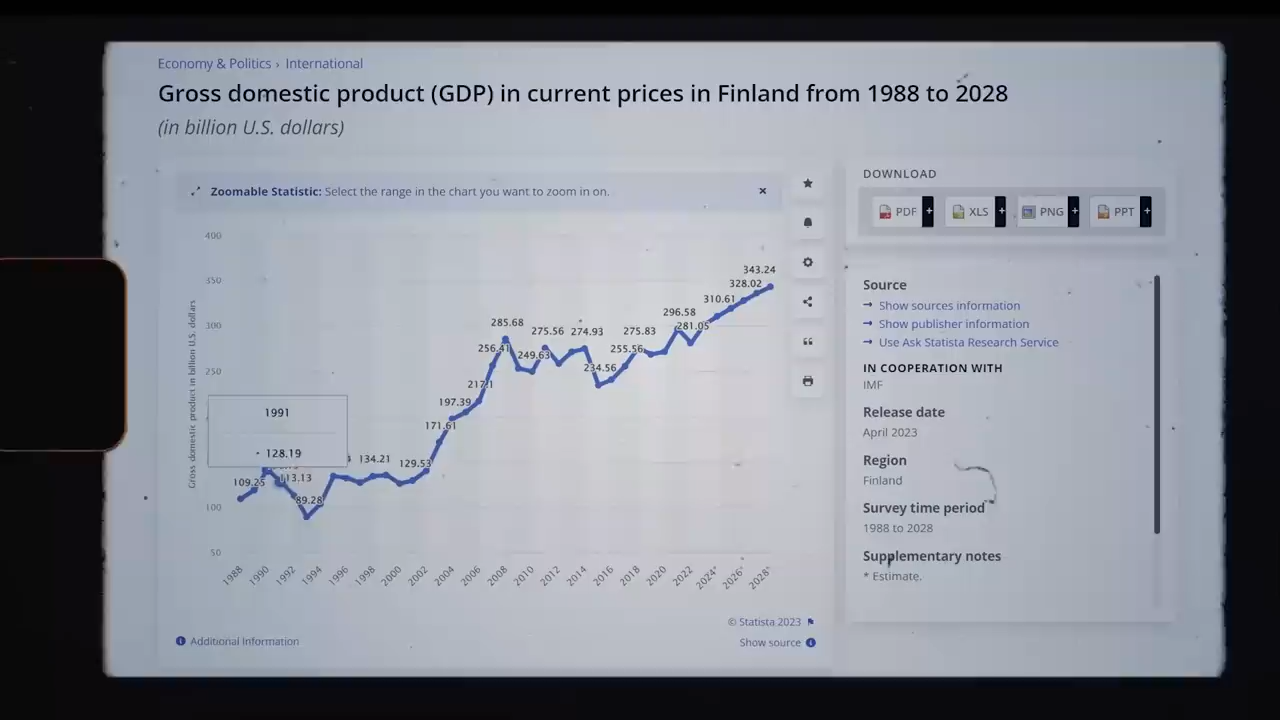 Economy & Politics › International
Gross domestic product (GDP) in current prices in Finland from 1988 to 2028
(in billion U.S. dollars)
Zoomable Statistic: Select the range in the chart you want to zoom in on.
×
Gross domestic product in billion U.S. dollars
400
350
300
250
100
50
1991
- 128.19
109.25
113.13
89.28
134.21
129.53
171.61
197.39
217.1
256.41
285.68
249.63
275.56
274.93
234.56
255.56
275.83
296.58
281.05
310.61
328.02
343.24
1988
1990
1992
1994
1996
1998
2000
2002
2004
2006
2008
2010
2012
2014
2016
2018
2020
2022
2024*
2026*
2028*
© Statista 2023
Additional Information
Show source
DOWNLOAD
PDF + XLS + PNG + PPT +
Source
→ Show sources information
→ Show publisher information
→ Use Ask Statista Research Service
IN COOPERATION WITH
IMF
Release date
April 2023
Region
Finland
Survey time period
1988 to 2028
Supplementary notes
* Estimate.